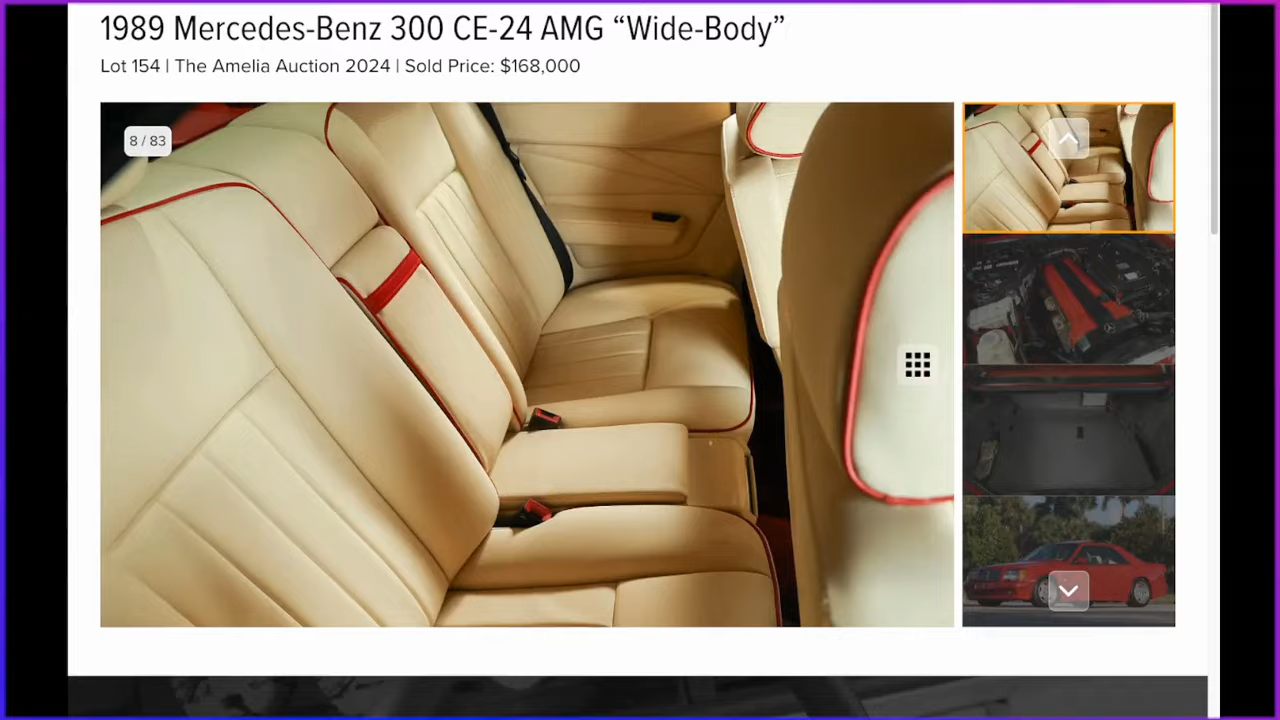 1989 Mercedes-Benz 300 CE-24 AMG “Wide-Body”
Lot 154 | The Amelia Auction 2024 | Sold Price: $168,000
8 / 83